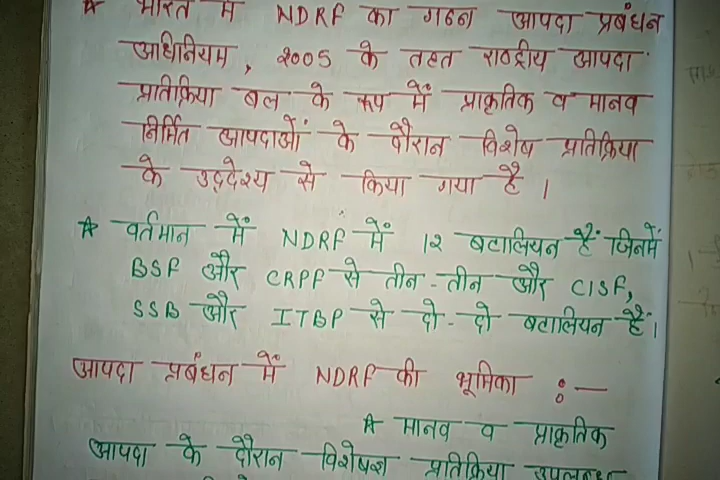 * भारत में NDRF का गठन आपदा प्रबंधन
अधिनियम, 2005 के तहत राष्ट्रीय आपदा
प्रतिक्रिया बल के रूप में प्राकृतिक व मानव
निर्मित आपदाओं के दौरान विशेष प्रतिक्रिया
के उद्देश्य से किया गया है ।
* वर्तमान में NDRF में 12 बटालियन हैं जिनमें
BSF और CRPF से तीन-तीन और CISF,
SSB और ITBP से दो-दो बटालियन हैं।
आपदा प्रबंधन में NDRF की भूमिका :—
* मानव व प्राकृतिक
आपदा के दौरान विशेषज्ञ प्रतिक्रिया उपलब्ध